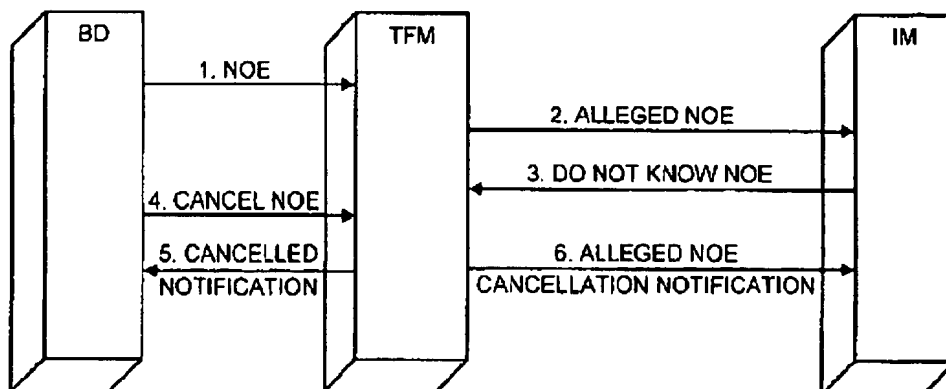 BD
TFM
IM
1. NOE
2. ALLEGED NOE
3. DO NOT KNOW NOE
4. CANCEL NOE
5. CANCELLED
NOTIFICATION
6. ALLEGED NOE
CANCELLATION NOTIFICATION